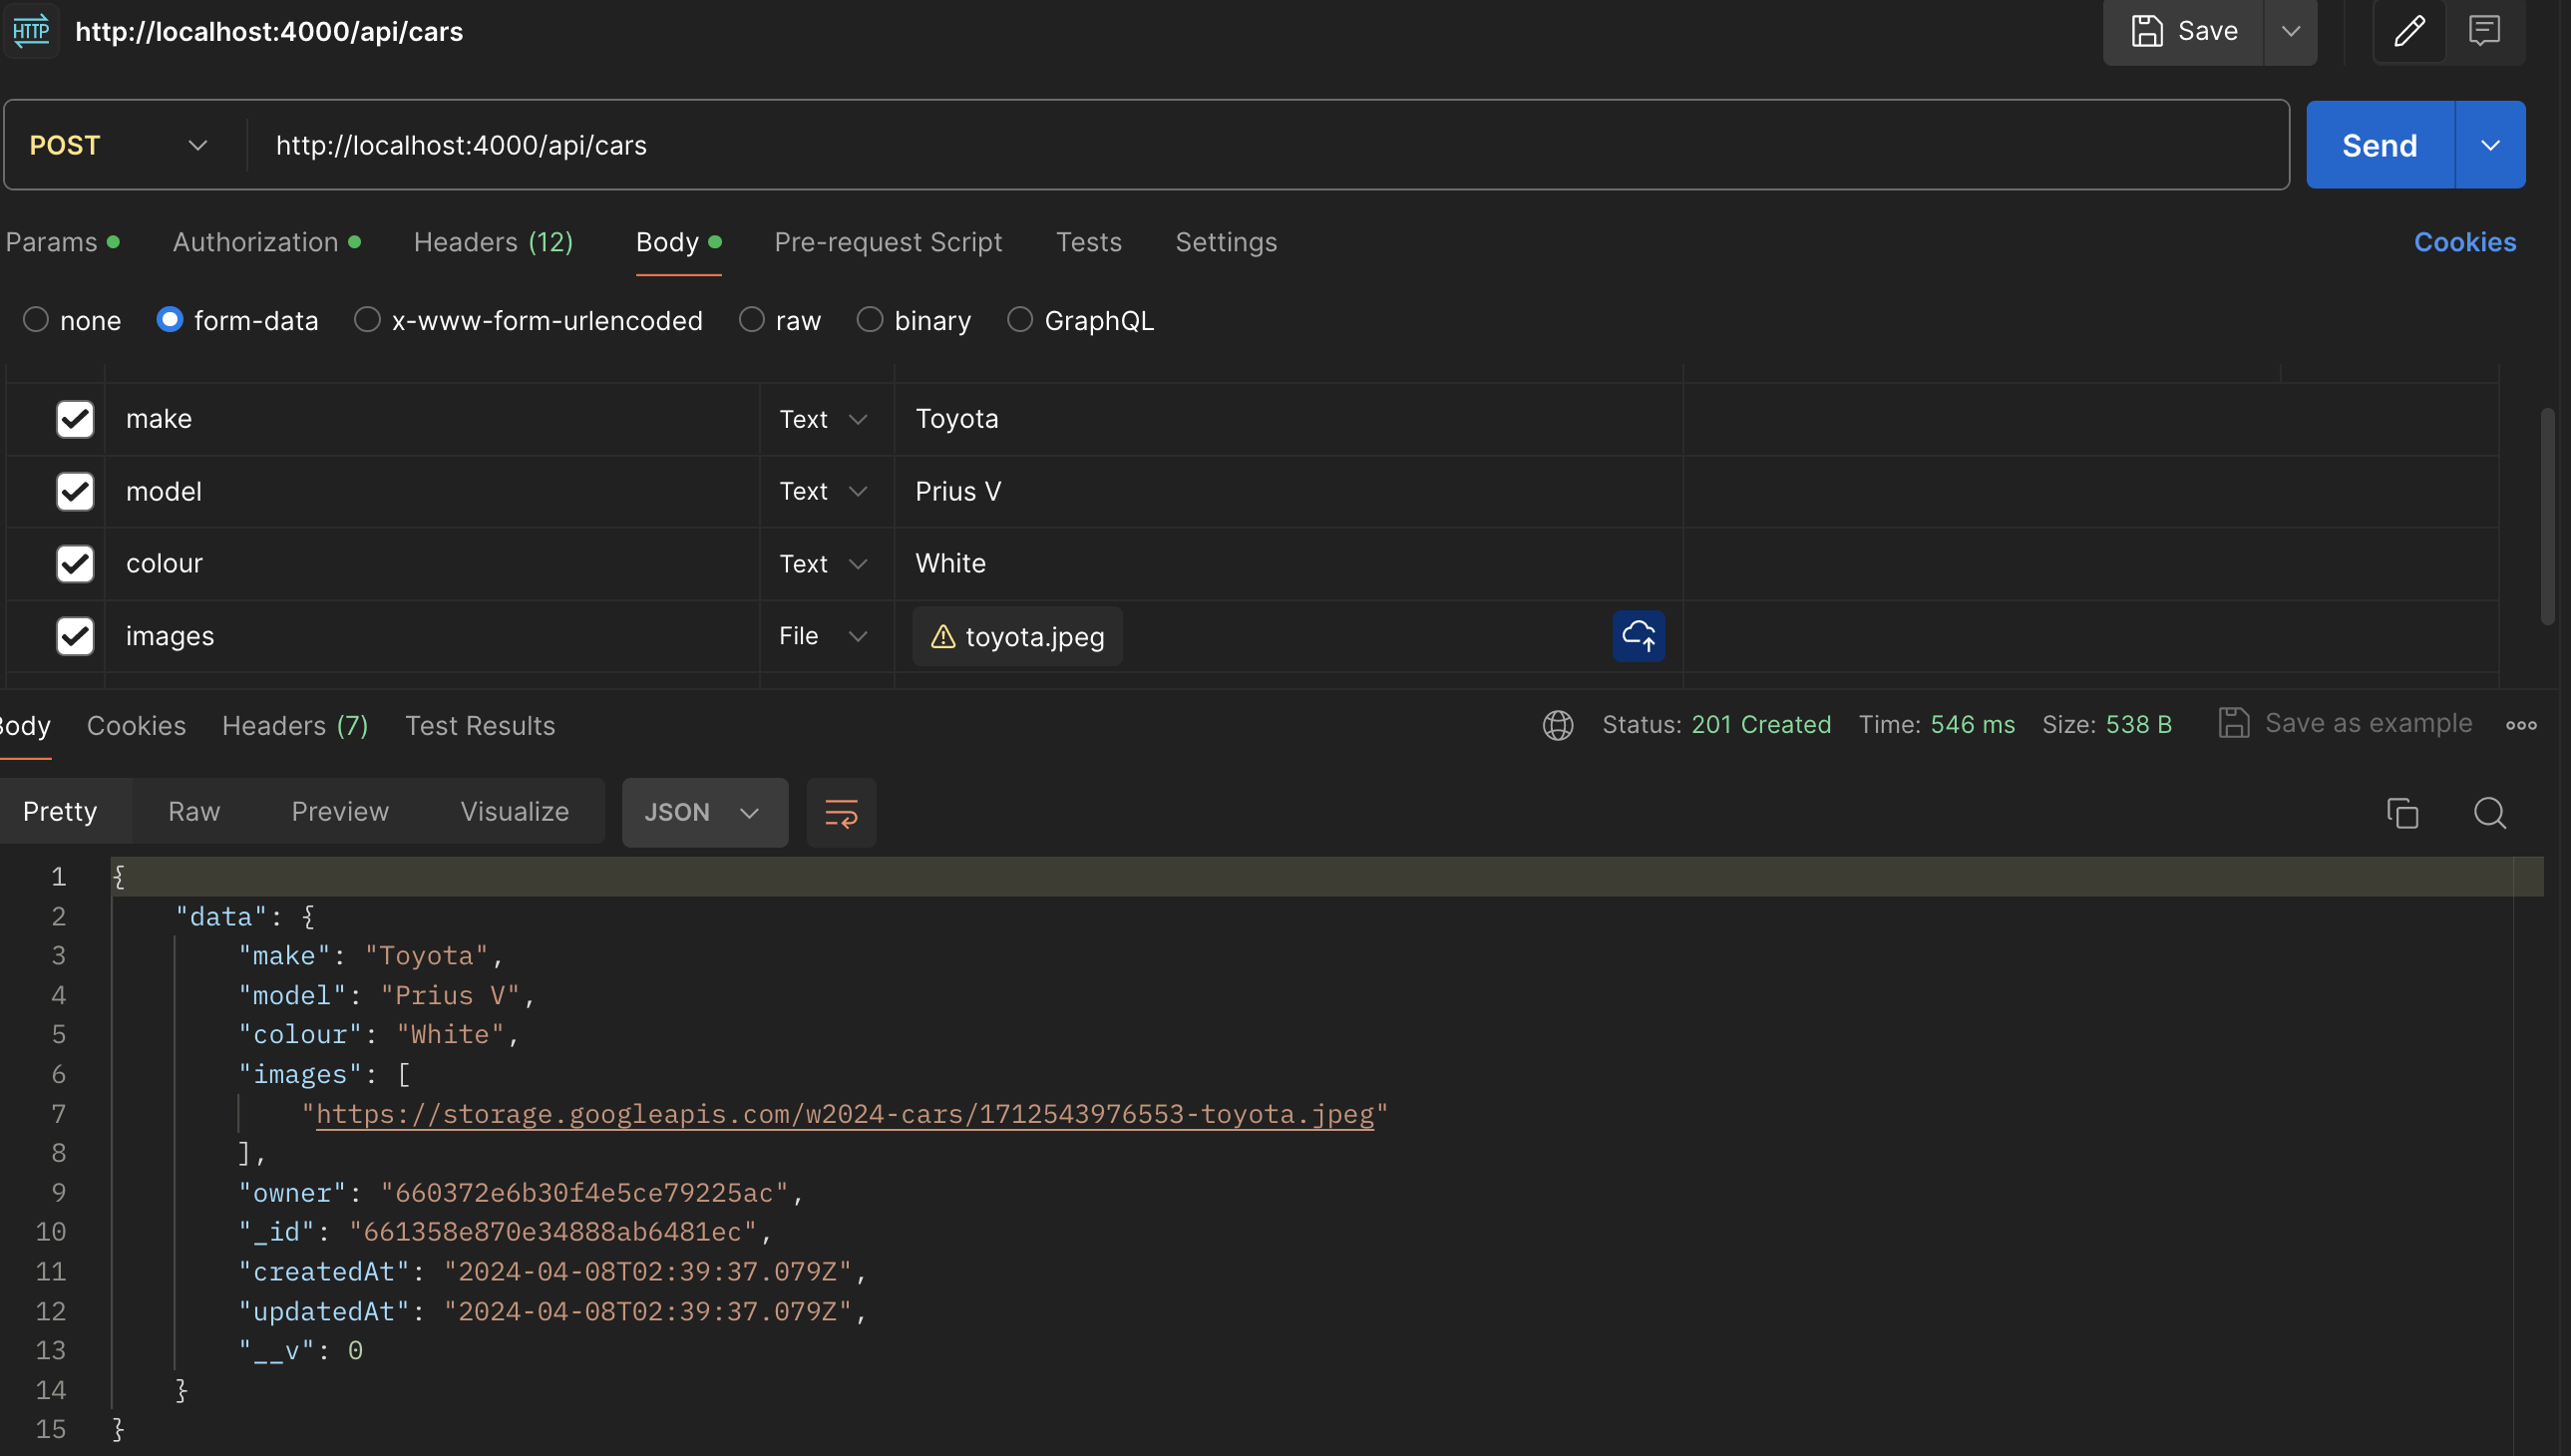 HTTP http://localhost:4000/api/cars Save
POST http://localhost:4000/api/cars Send
Params Authorization Headers (12) Body Pre-request Script Tests Settings Cookies
none form-data x-www-form-urlencoded raw binary GraphQL
make Text Toyota
model Text Prius V
colour Text White
images File toyota.jpeg
Body Cookies Headers (7) Test Results Status: 201 Created Time: 546 ms Size: 538 B Save as example
Pretty Raw Preview Visualize JSON
1 {
2 "data": {
3 "make": "Toyota",
4 "model": "Prius V",
5 "colour": "White",
6 "images": [
7 "https://storage.googleapis.com/w2024-cars/1712543976553-toyota.jpeg"
8 ],
9 "owner": "660372e6b30f4e5ce79225ac",
10 "_id": "661358e870e34888ab6481ec",
11 "createdAt": "2024-04-08T02:39:37.079Z",
12 "updatedAt": "2024-04-08T02:39:37.079Z",
13 "__v": 0
14 }
15 }